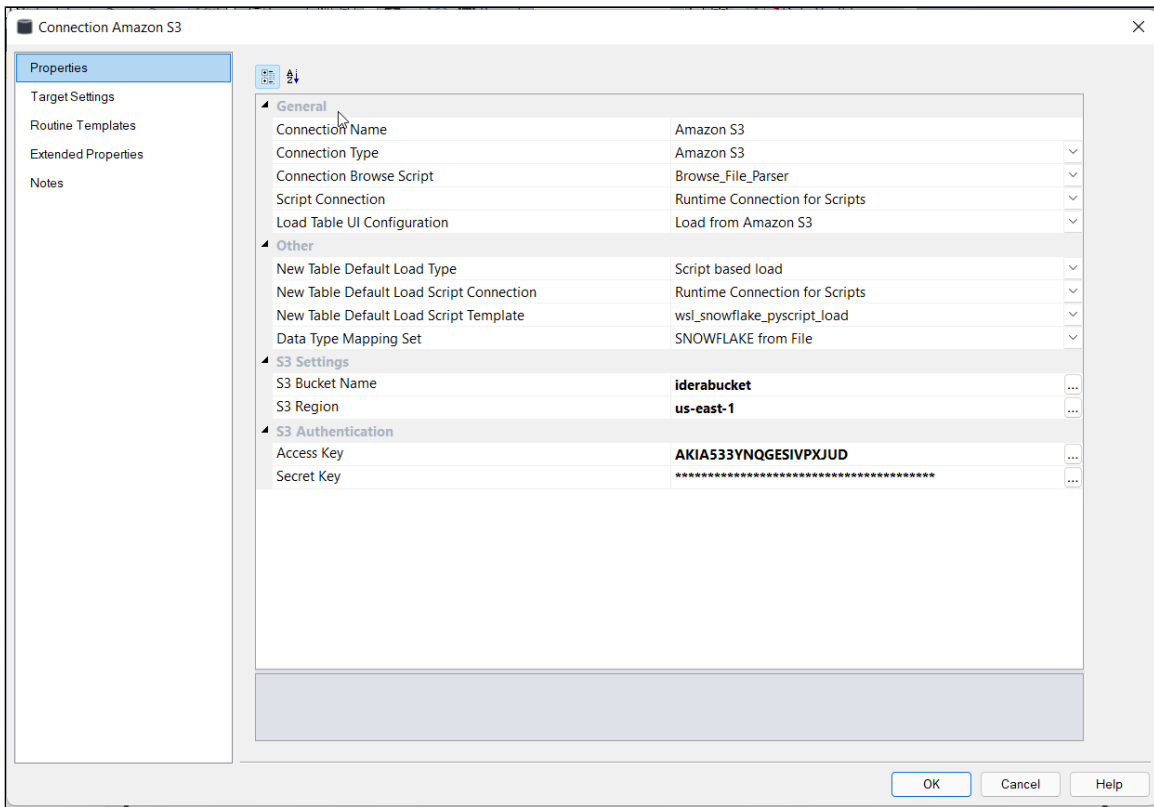 Connection Amazon S3
Properties
Target Settings
Routine Templates
Extended Properties
Notes
General
Connection Name Amazon S3
Connection Type Amazon S3
Connection Browse Script Browse_File_Parser
Script Connection Runtime Connection for Scripts
Load Table UI Configuration Load from Amazon S3
Other
New Table Default Load Type Script based load
New Table Default Load Script Connection Runtime Connection for Scripts
New Table Default Load Script Template wsl_snowflake_pyscript_load
Data Type Mapping Set SNOWFLAKE from File
S3 Settings
S3 Bucket Name iderabucket ...
S3 Region us-east-1 ...
S3 Authentication
Access Key AKIA533YNQGESIVPXJUD ...
Secret Key **************************************** ...
OK Cancel Help